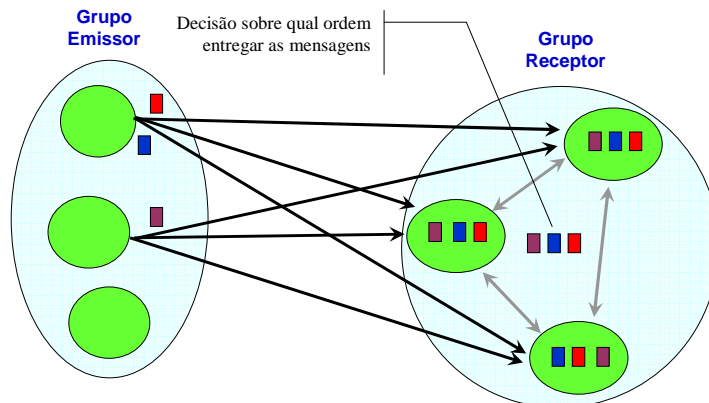 Grupo
Emissor
Decisão sobre qual ordem
entregar as mensagens
Grupo
Receptor